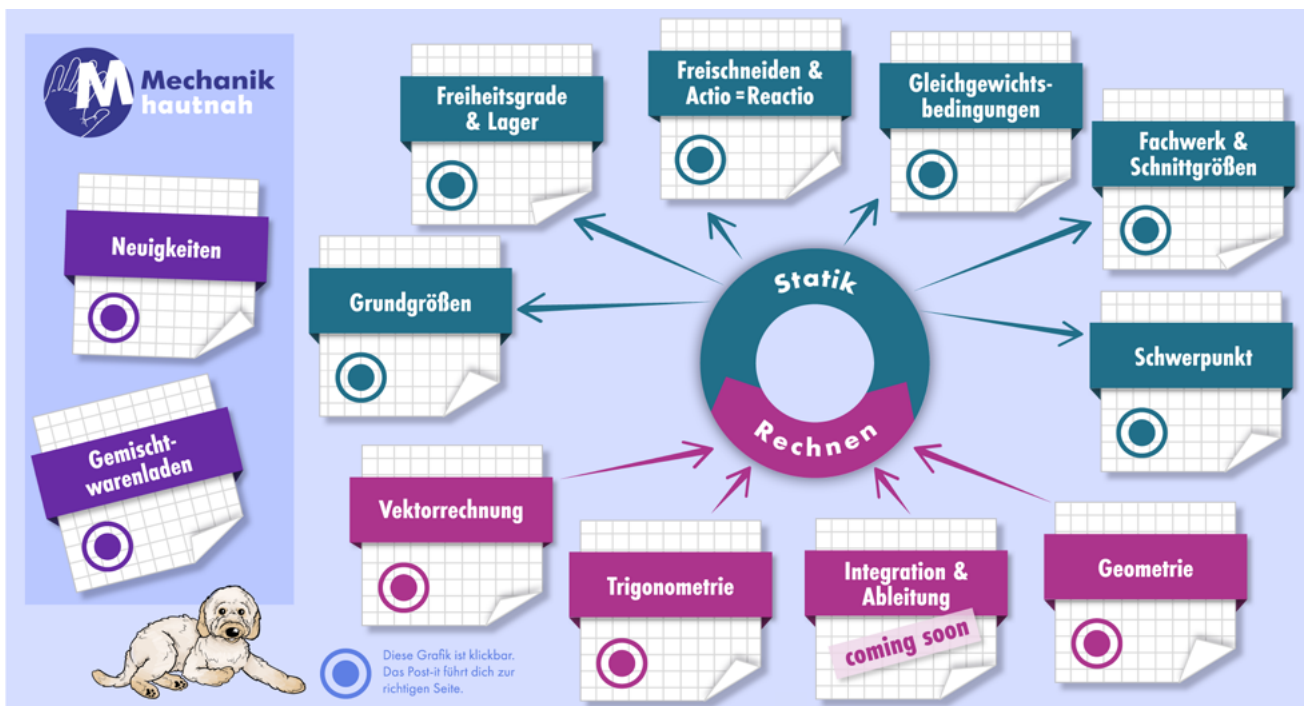 Mechanik
hautnah
Neuigkeiten
Gemischt-
warenladen
Freiheitsgrade
& Lager
Freischneiden &
Actio = Reactio
Gleichgewichts-
bedingungen
Fachwerk &
Schnittgrößen
Grundgrößen
Statik
Schwerpunkt
Rechnen
Vektorrechnung
Trigonometrie
Integration &
Ableitung
coming soon
Geometrie
Diese Grafik ist klickbar.
Das Post-it führt dich zur
richtigen Seite.